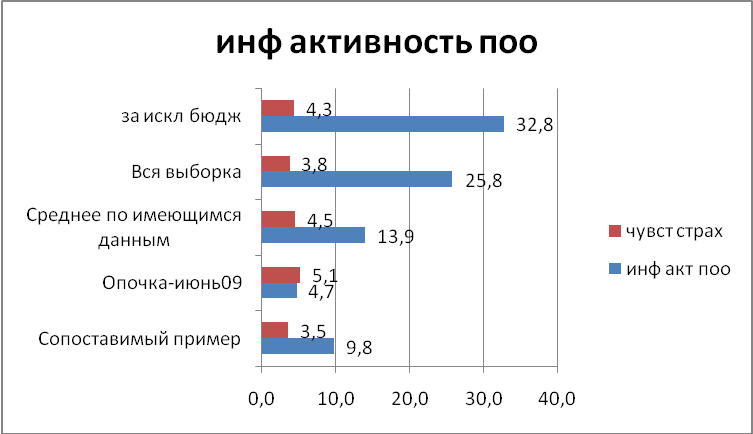 инф активность поо
за искл бюдж
4,3
32,8
Вся выборка
3,8
25,8
Среднее по имеющимся
данным
4,5
13,9
Опочка-июнь09
5,1
4,7
Сопоставимый пример
3,5
9,8
чувст страх
инф акт поо
0,0 10,0 20,0 30,0 40,0